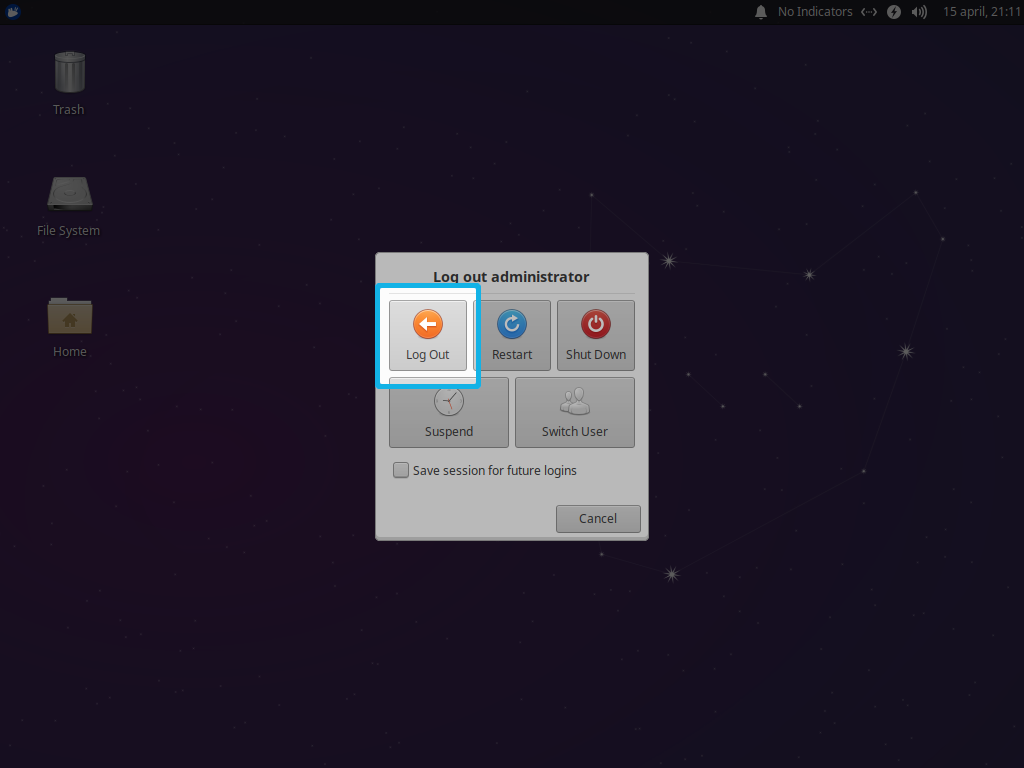 No Indicators
15 april, 21:11
Trash
File System
Home
Log out administrator
Log Out
Restart
Shut Down
Suspend
Switch User
Save session for future logins
Cancel